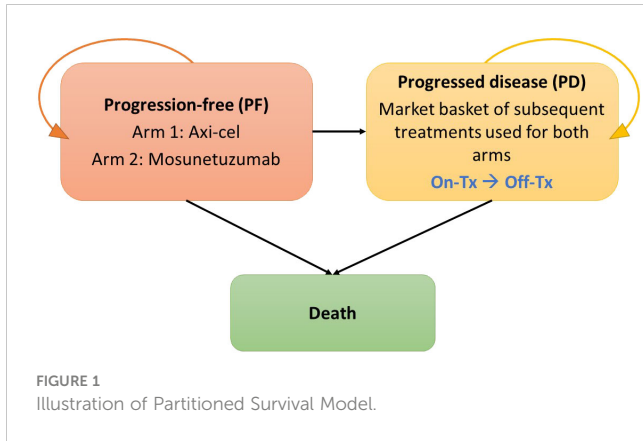 Progression-free (PF)
Arm 1: Axi-cel
Arm 2: Mosunetuzumab
Progressed disease (PD)
Market basket of subsequent
treatments used for both
arms
On-Tx → Off-Tx
Death
FIGURE 1
Illustration of Partitioned Survival Model.